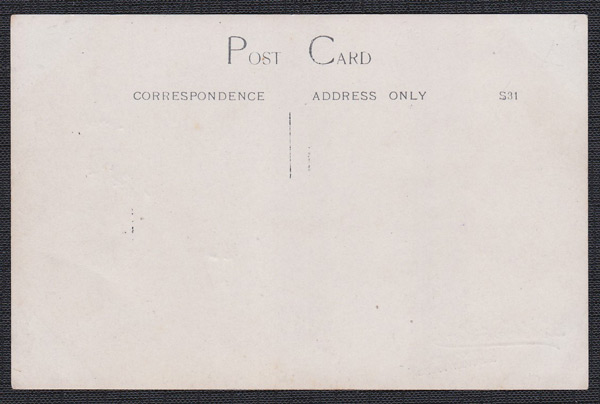 POST CARD
CORRESPONDENCE ADDRESS ONLY S31